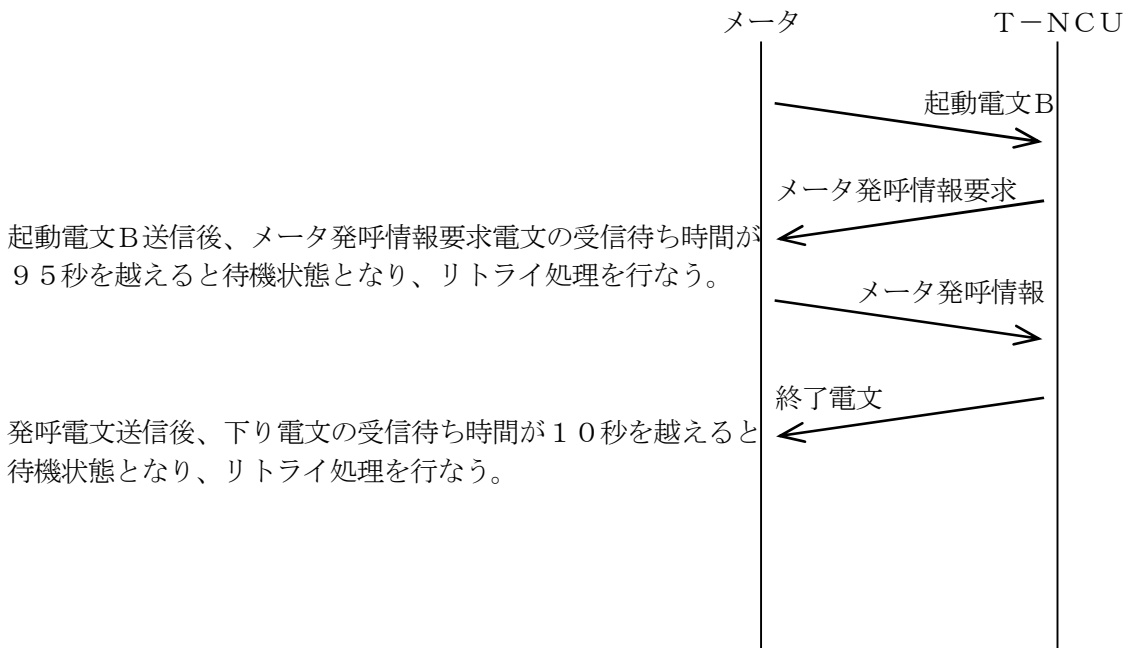 メータ　　　　　　　T－NCU
起動電文B
メータ発呼情報要求
起動電文B送信後、メータ発呼情報要求電文の受信待ち時間が
９５秒を越えると待機状態となり、リトライ処理を行なう。
メータ発呼情報
終了電文
発呼電文送信後、下り電文の受信待ち時間が１０秒を越えると
待機状態となり、リトライ処理を行なう。